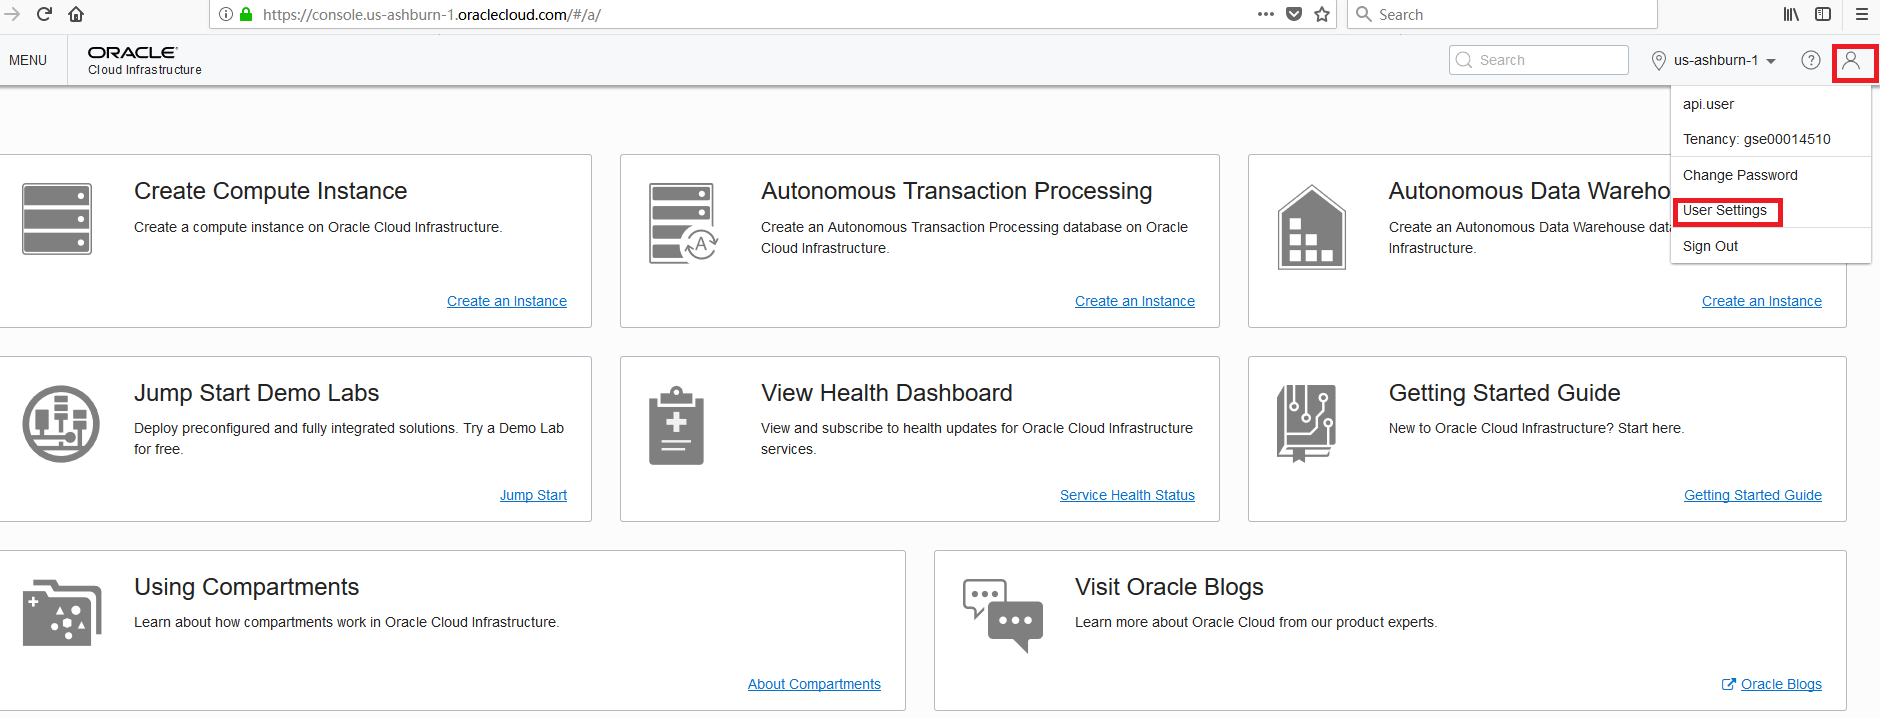 https://console.us-ashburn-1.oraclecloud.com/#/a/
Search
MENU
ORACLE
Cloud Infrastructure
Search
us-ashburn-1
api.user
Tenancy: gse00014510
Change Password
User Settings
Sign Out
Create Compute Instance
Create a compute instance on Oracle Cloud Infrastructure.
Create an Instance
Autonomous Transaction Processing
Create an Autonomous Transaction Processing database on Oracle
Cloud Infrastructure.
A
Create an Instance
Autonomous Data Wareho
Create an Autonomous Data Warehouse dat
Infrastructure.
Create an Instance
Jump Start Demo Labs
Deploy preconfigured and fully integrated solutions. Try a Demo Lab
for free.
Jump Start
View Health Dashboard
View and subscribe to health updates for Oracle Cloud Infrastructure
services.
Service Health Status
Getting Started Guide
New to Oracle Cloud Infrastructure? Start here.
Getting Started Guide
Using Compartments
Learn about how compartments work in Oracle Cloud Infrastructure.
About Compartments
Visit Oracle Blogs
Learn more about Oracle Cloud from our product experts.
Oracle Blogs